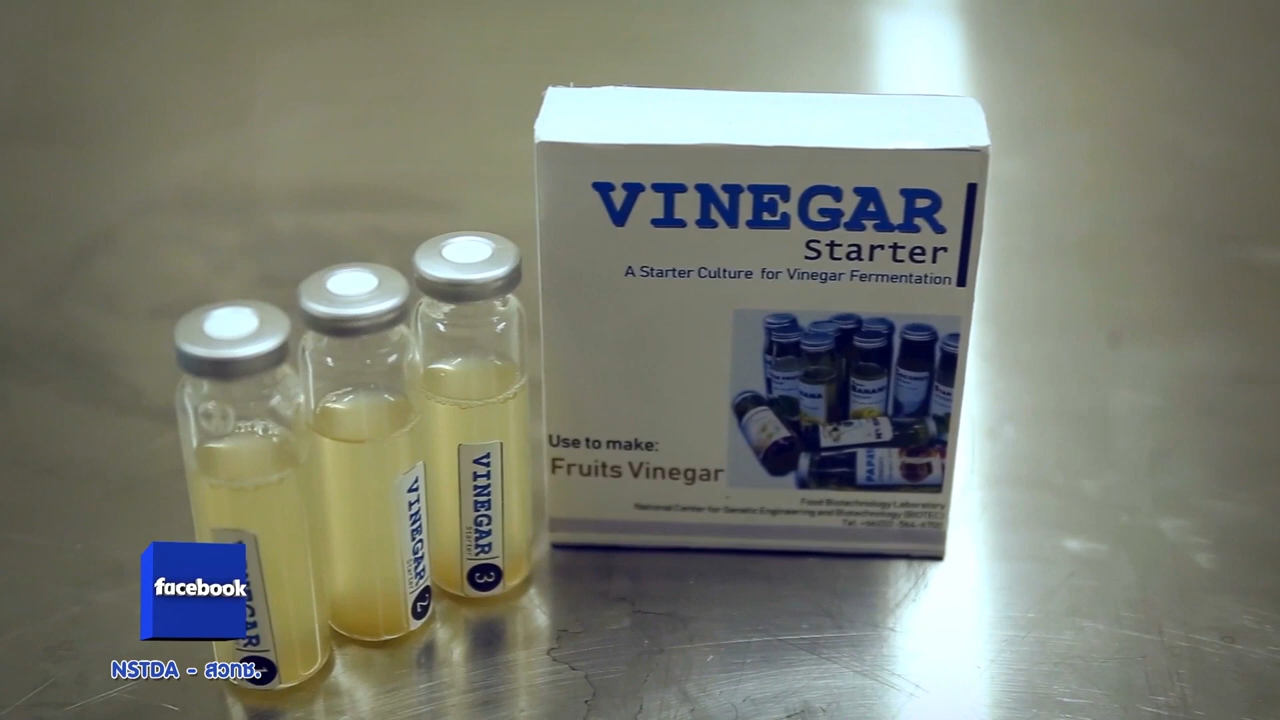 VINEGAR
Starter
A Starter Culture for Vinegar Fermentation
Use to make:
Fruits Vinegar
Food Biotechnology Laboratory
National Center for Genetic Engineering and Biotechnology (BIOTEC)
VINEGAR
Starter
3
VINEGAR
Starter
2
facebook
NSTDA - สวทช.